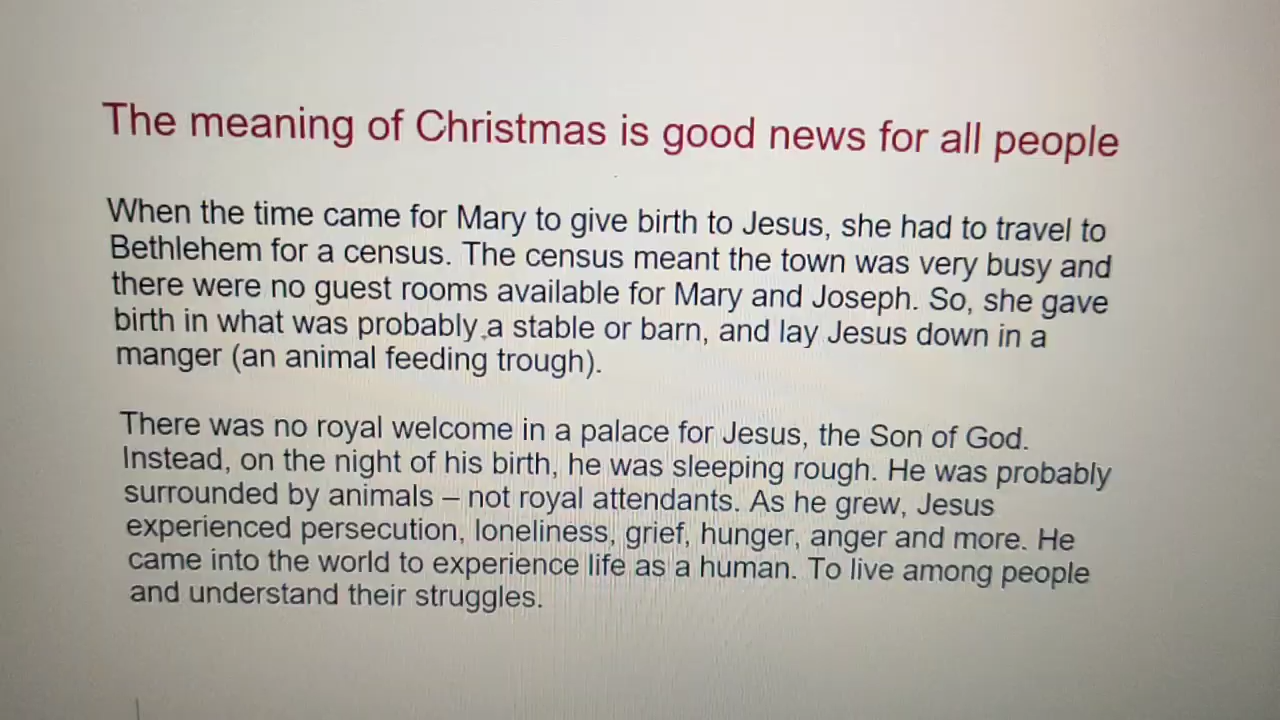 The meaning of Christmas is good news for all people
When the time came for Mary to give birth to Jesus, she had to travel to
Bethlehem for a census. The census meant the town was very busy and
there were no guest rooms available for Mary and Joseph. So, she gave
birth in what was probably a stable or barn, and lay Jesus down in a
manger (an animal feeding trough).
There was no royal welcome in a palace for Jesus, the Son of God.
Instead, on the night of his birth, he was sleeping rough. He was probably
surrounded by animals – not royal attendants. As he grew, Jesus
experienced persecution, loneliness, grief, hunger, anger and more. He
came into the world to experience life as a human. To live among people
and understand their struggles.